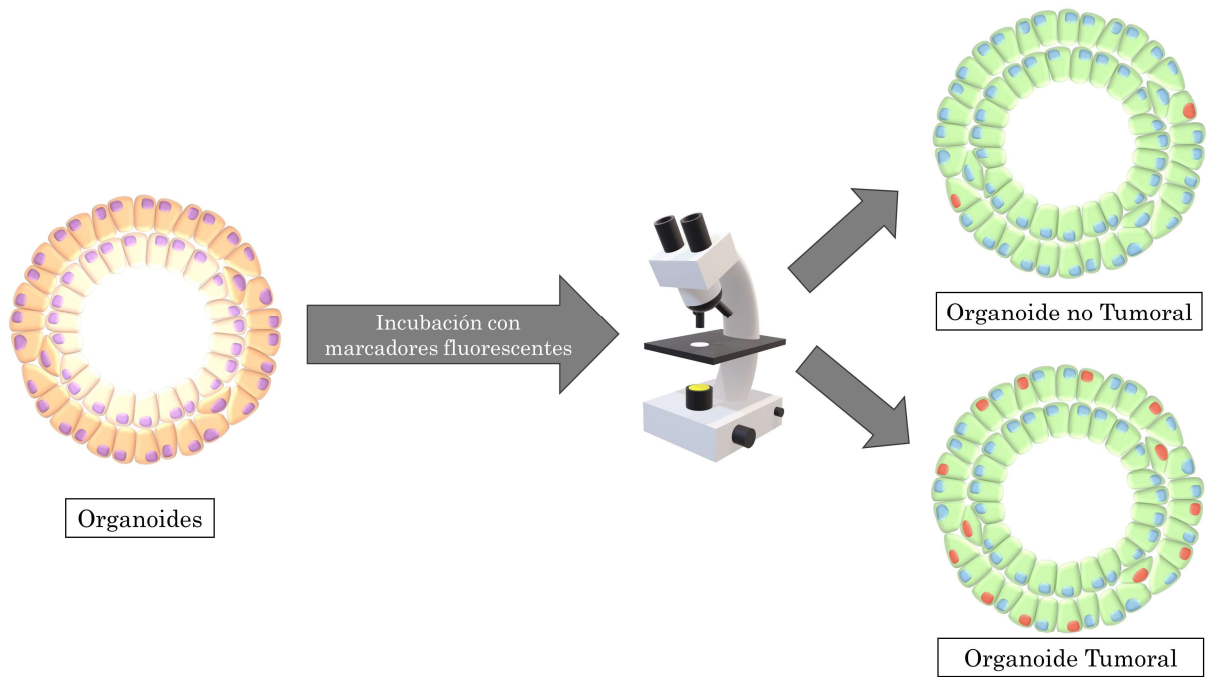 Organoides
Incubación con
marcadores fluorescentes
Organoide no Tumoral
Organoide Tumoral